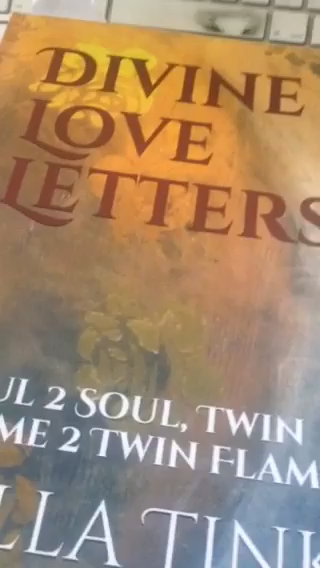 DIVINE
LOVE
LETTERS
UL 2 SOUL, TWIN
ME 2 TWIN FLAM
LLA TINK